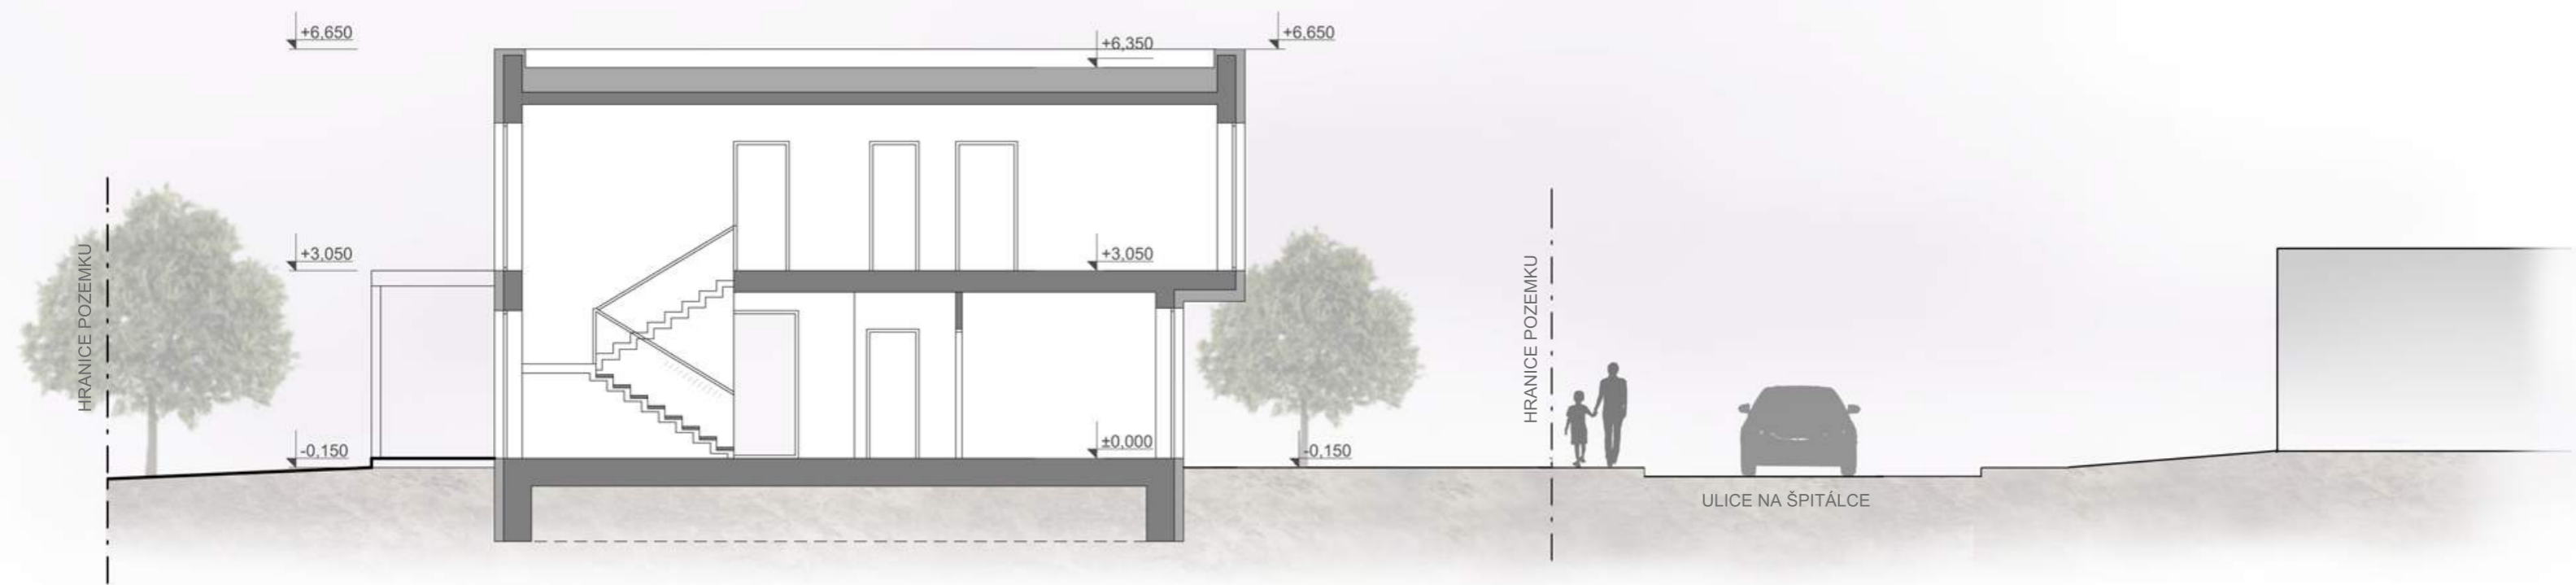 +6,650
+6,350
+6,650
+3,050
+3,050
HRANICE POZEMKU
HRANICE POZEMKU
-0,150
±0,000
-0,150
ULICE NA ŠPITÁLCE